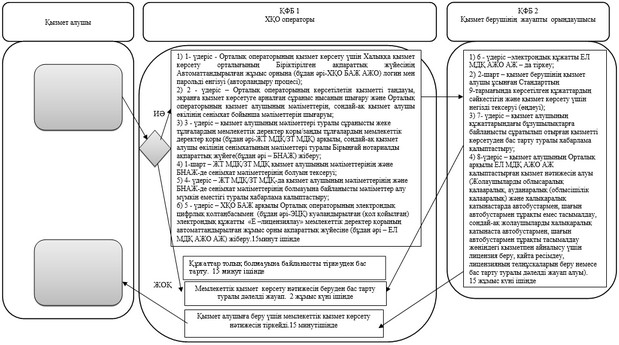 Қызмет алушы
ҚФБ 1
ХҚО операторы
ҚФБ 2
Қызмет берушінің жауапты орындаушысы
1) 1- үдеріс - Орталық операторының қызмет көрсету үшін Халыққа қызмет
көрсету орталығының Біріктірілген ақпараттық жүйесінің
Автоматтандырылған жұмыс орнына (бұдан әрі-ХҚО БАЖ АЖО) логин мен
парольді енгізуі (авторландыру процесі);
2) 2 - үдеріс – Орталық операторының көрсетілетін қызметті таңдауы,
экранға қызмет көрсетуге арналған сұраныс нысанын шығару және Орталық
операторының қызмет алушының мәліметтерін, сондай-ақ қызмет алушы
өкілінің сенімхат бойынша мәліметтерін шығаруы;
3) 3 - үдеріс – қызмет алушының мәліметтері туралы сұранысты жеке
тұлғалардың мемлекеттік деректер қоры/заңды тұлғалардың мемлекеттік
деректер қоры (бұдан әрі-ЖТ МДҚ/ЗТ МДҚ) арқылы, сондай-ақ қызмет
алушы өкілінің сенімхатының мәліметтері туралы Бірыңғай нотариалды
ақпараттық жүйеге(бұдан әрі – БНАЖ) жіберу;
4) 1-шарт – ЖТ МДҚ/ЗТ МДҚ қызмет алушының мәліметтерінің және
БНАЖ-де сенімхат мәліметтерінің болуын тексеруі;
5) 4- үдеріс – ЖТ МДҚ/ЗТ МДҚ-да қызмет алушының мәліметтерінің және
БНАЖ-де сенімхат мәліметтерінің болмауына байланысты мәліметтер алу
мүмкін еместігі туралы хабарлама қалыптастыру;
6) 5 - үдеріс – ХҚО БАЖ арқылы Орталық операторының электрондық
цифрлық қолтаңбасымен (бұдан әрі-ЭЦҚ) куәландырылған (қол қойылған)
электрондық құжатты «Е –лицензиялау» мемлекеттік деректер қорының
автоматтандырылған жұмыс орны ақпараттық жүйесіне (бұдан әрі – ЕЛ
МДҚ АЖО АЖ) жіберу.15минут ішінде
1) 6 - үдеріс –электрондық құжатты ЕЛ
МДҚ АЖО АЖ – да тіркеу;
2) 2-шарт – қызмет берушінің қызмет
алушы ұсынған Стандарттың
9-тармағында көрсетілген құжаттардың
сәйкестігін және қызмет көрсету үшін
негізді тексеруі (өңдеуі);
3) 7- үдеріс – қызмет алушының
құжаттарындағы бұзушылықтарға
байланысты сұратылып отырған қызметті
көрсетуден бас тарту туралы хабарлама
қалыптастыру;
4) 8-үдеріс – қызмет алушының Орталық
арқылы ЕЛ МДҚ АЖО АЖ
қалыптастырған қызмет нәтижесін алуы
(Жолаушыларды облысаралық
қалааралық, ауданаралық (облысішілік
қалааралық) және халықаралық
қатынаста автобустармен, шағын
автобустармен тұрақты емес тасымалдау,
сондай-ақ жолаушыларды халықаралық
қатынаста автобустармен, шағын
автобустармен тұрақты тасымалдау
жөніндегі қызметпен айналысу үшін
лицензия беру, қайта ресімдеу,
лицензияның телнұсқаларын беру немесе
бас тарту туралы дәлелді жауап алуы).
15 жұмыс күні ішінде
ИӘ
ЖОҚ
Құжаттар толық болмауына байланысты тіркеуден бас
тарту. 15 минут ішінде
Мемлекеттік қызмет көрсету нәтижесін беруден бас тарту
туралы дәлелді жауап. 2 жұмыс күні ішінде
Қызмет алушыға беру үшін мемлекеттік қызмет көрсету
нәтижесін тіркейді.15 минутішінде